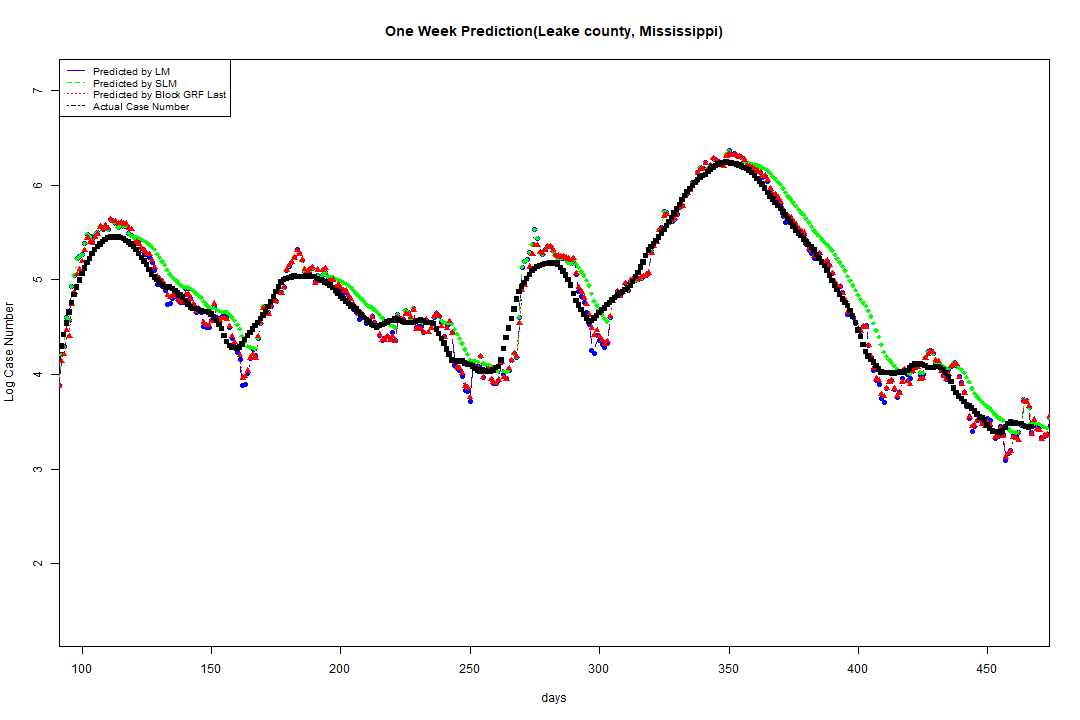 One Week Prediction(Leake county, Mississippi)
Predicted by LM
Predicted by SLM
Predicted by Block GRF Last
Actual Case Number
7
6
5
4
3
2
Log Case Number
100 150 200 250 300 350 400 450
days